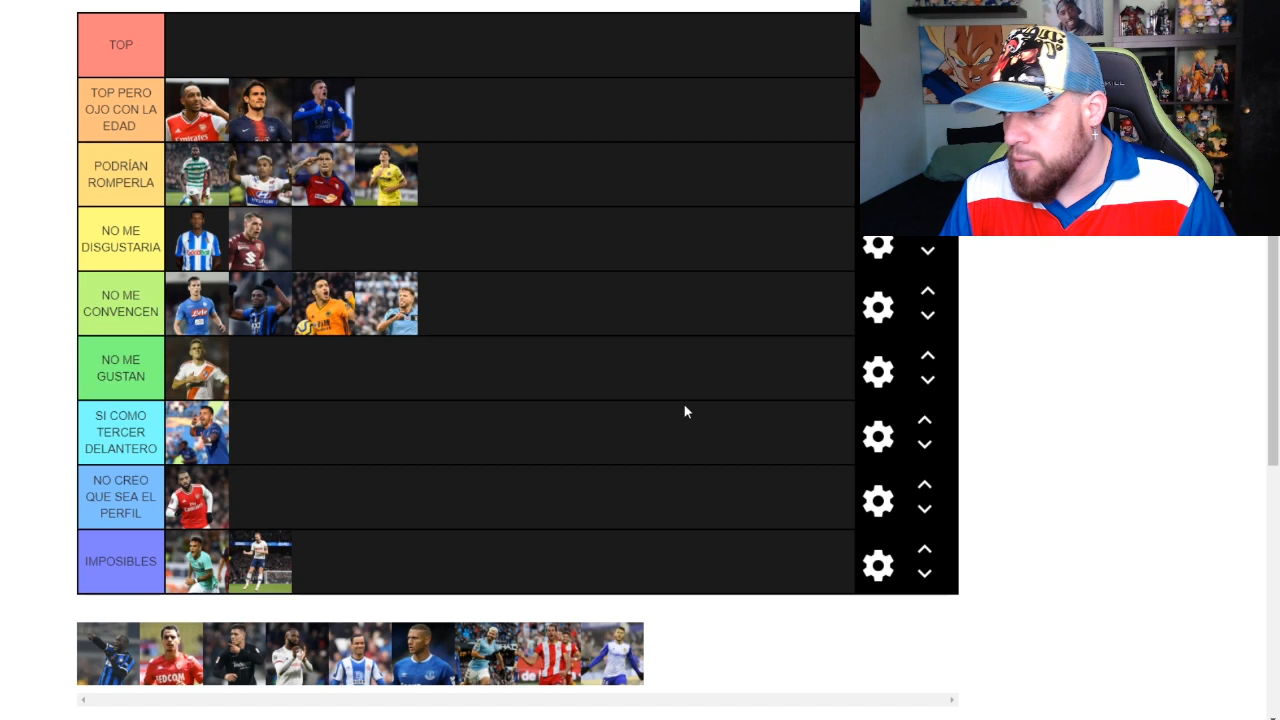 TOP
TOP PERO
OJO CON LA
EDAD
PODRÍAN
ROMPERLA
NO ME
DISGUSTARIA
NO ME
CONVENCEN
NO ME
GUSTAN
SI COMO
TERCER
DELANTERO
NO CREO
QUE SEA EL
PERFIL
IMPOSIBLES